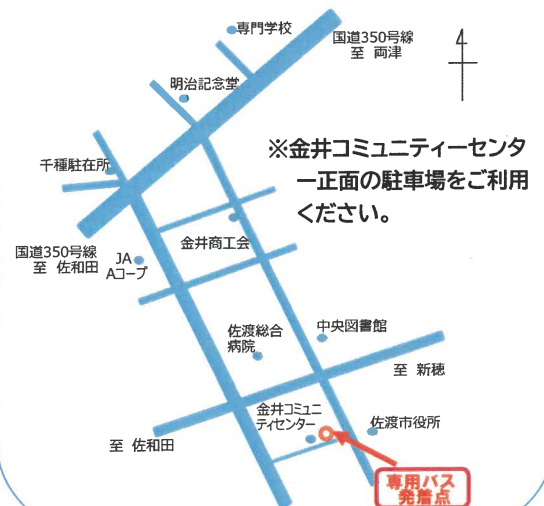 専門学校
国道350号線
至 両津
明治記念堂
※金井コミュニティーセンタ
ー正面の駐車場をご利用
ください。
千種駐在所
金井商工会
国道350号線
至 佐和田
JA
Aコープ
佐渡総合
病院
中央図書館
至 新穂
金井コミュニ
ティセンター
佐渡市役所
至 佐和田
専用バス
発着点